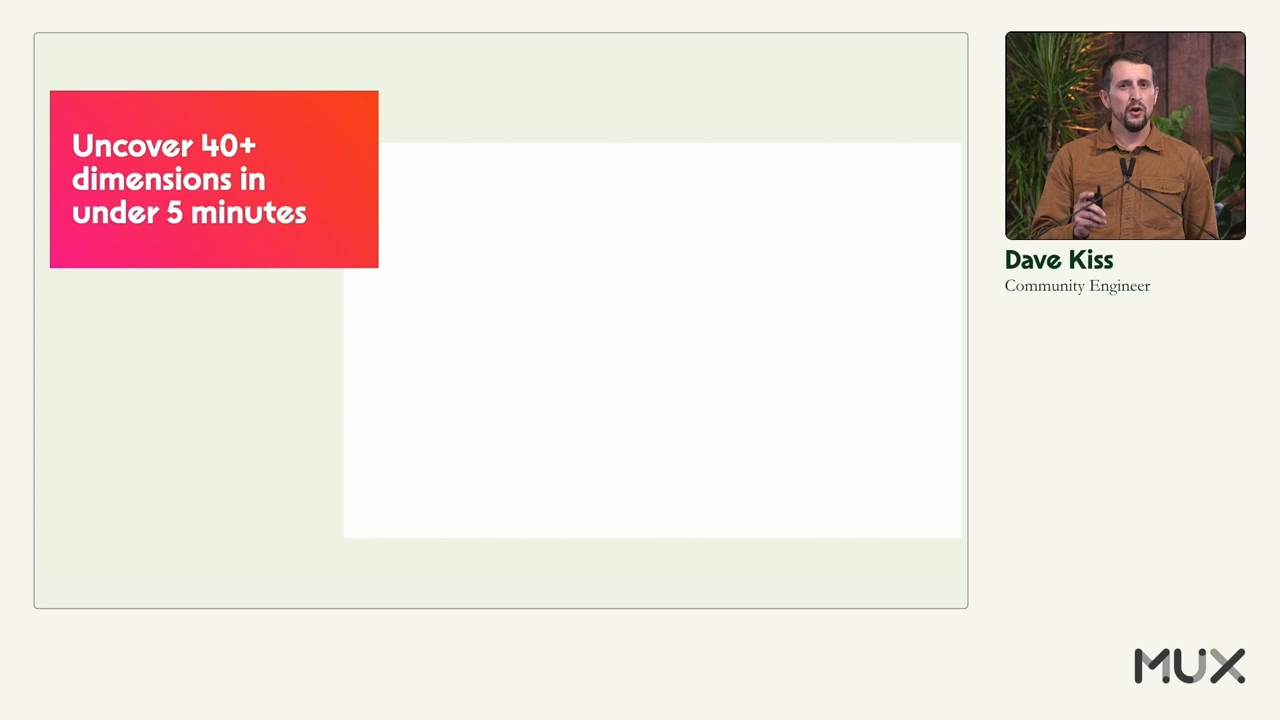 Uncover 40+
dimensions in
under 5 minutes
Dave Kiss
Community Engineer
MUX